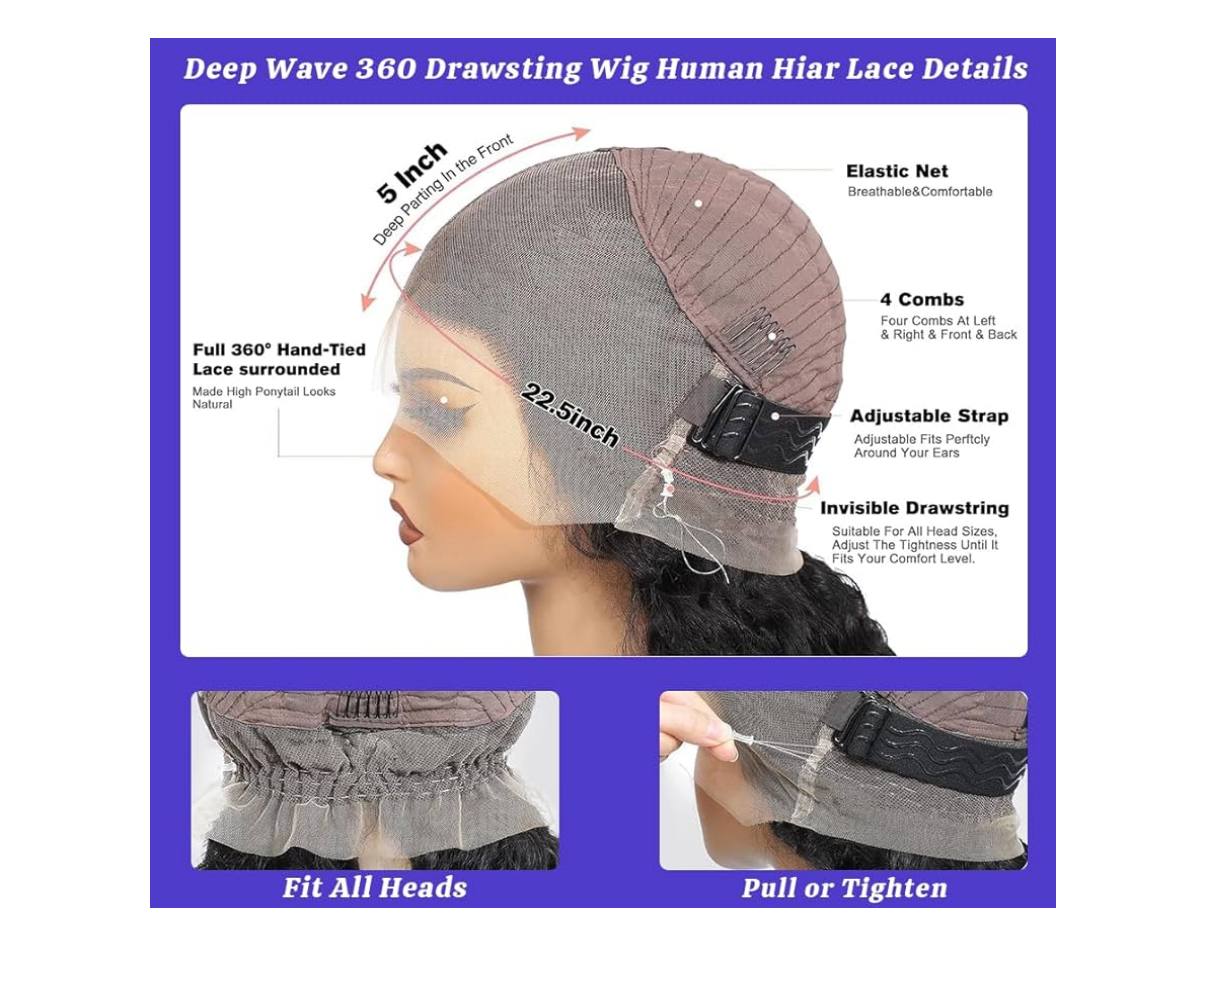 Deep Wave 360 Drawsting Wig Human Hiar Lace Details
5 Inch
Deep Parting In the Front
Elastic Net
Breathable&Comfortable
4 Combs
Four Combs At Left
& Right & Front & Back
Full 360° Hand-Tied
Lace surrounded
Made High Ponytail Looks
Natural
22.5inch
Adjustable Strap
Adjustable Fits Perftcly
Around Your Ears
Invisible Drawstring
Suitable For All Head Sizes,
Adjust The Tightness Until It
Fits Your Comfort Level.
Fit All Heads
Pull or Tighten